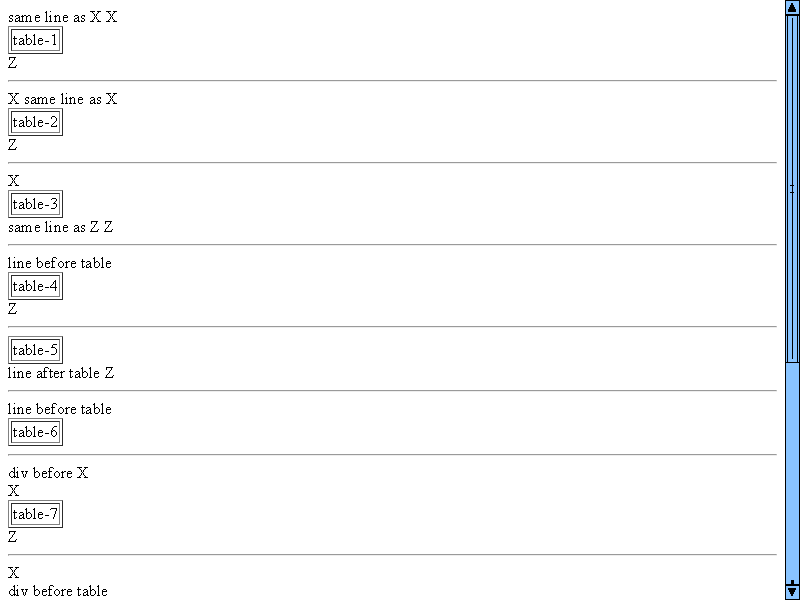 same line as X X
table-1
Z
X same line as X
table-2
Z
X
table-3
same line as Z Z
line before table
table-4
Z
table-5
line after table Z
line before table
table-6
div before X
X
table-7
Z
X
div before table